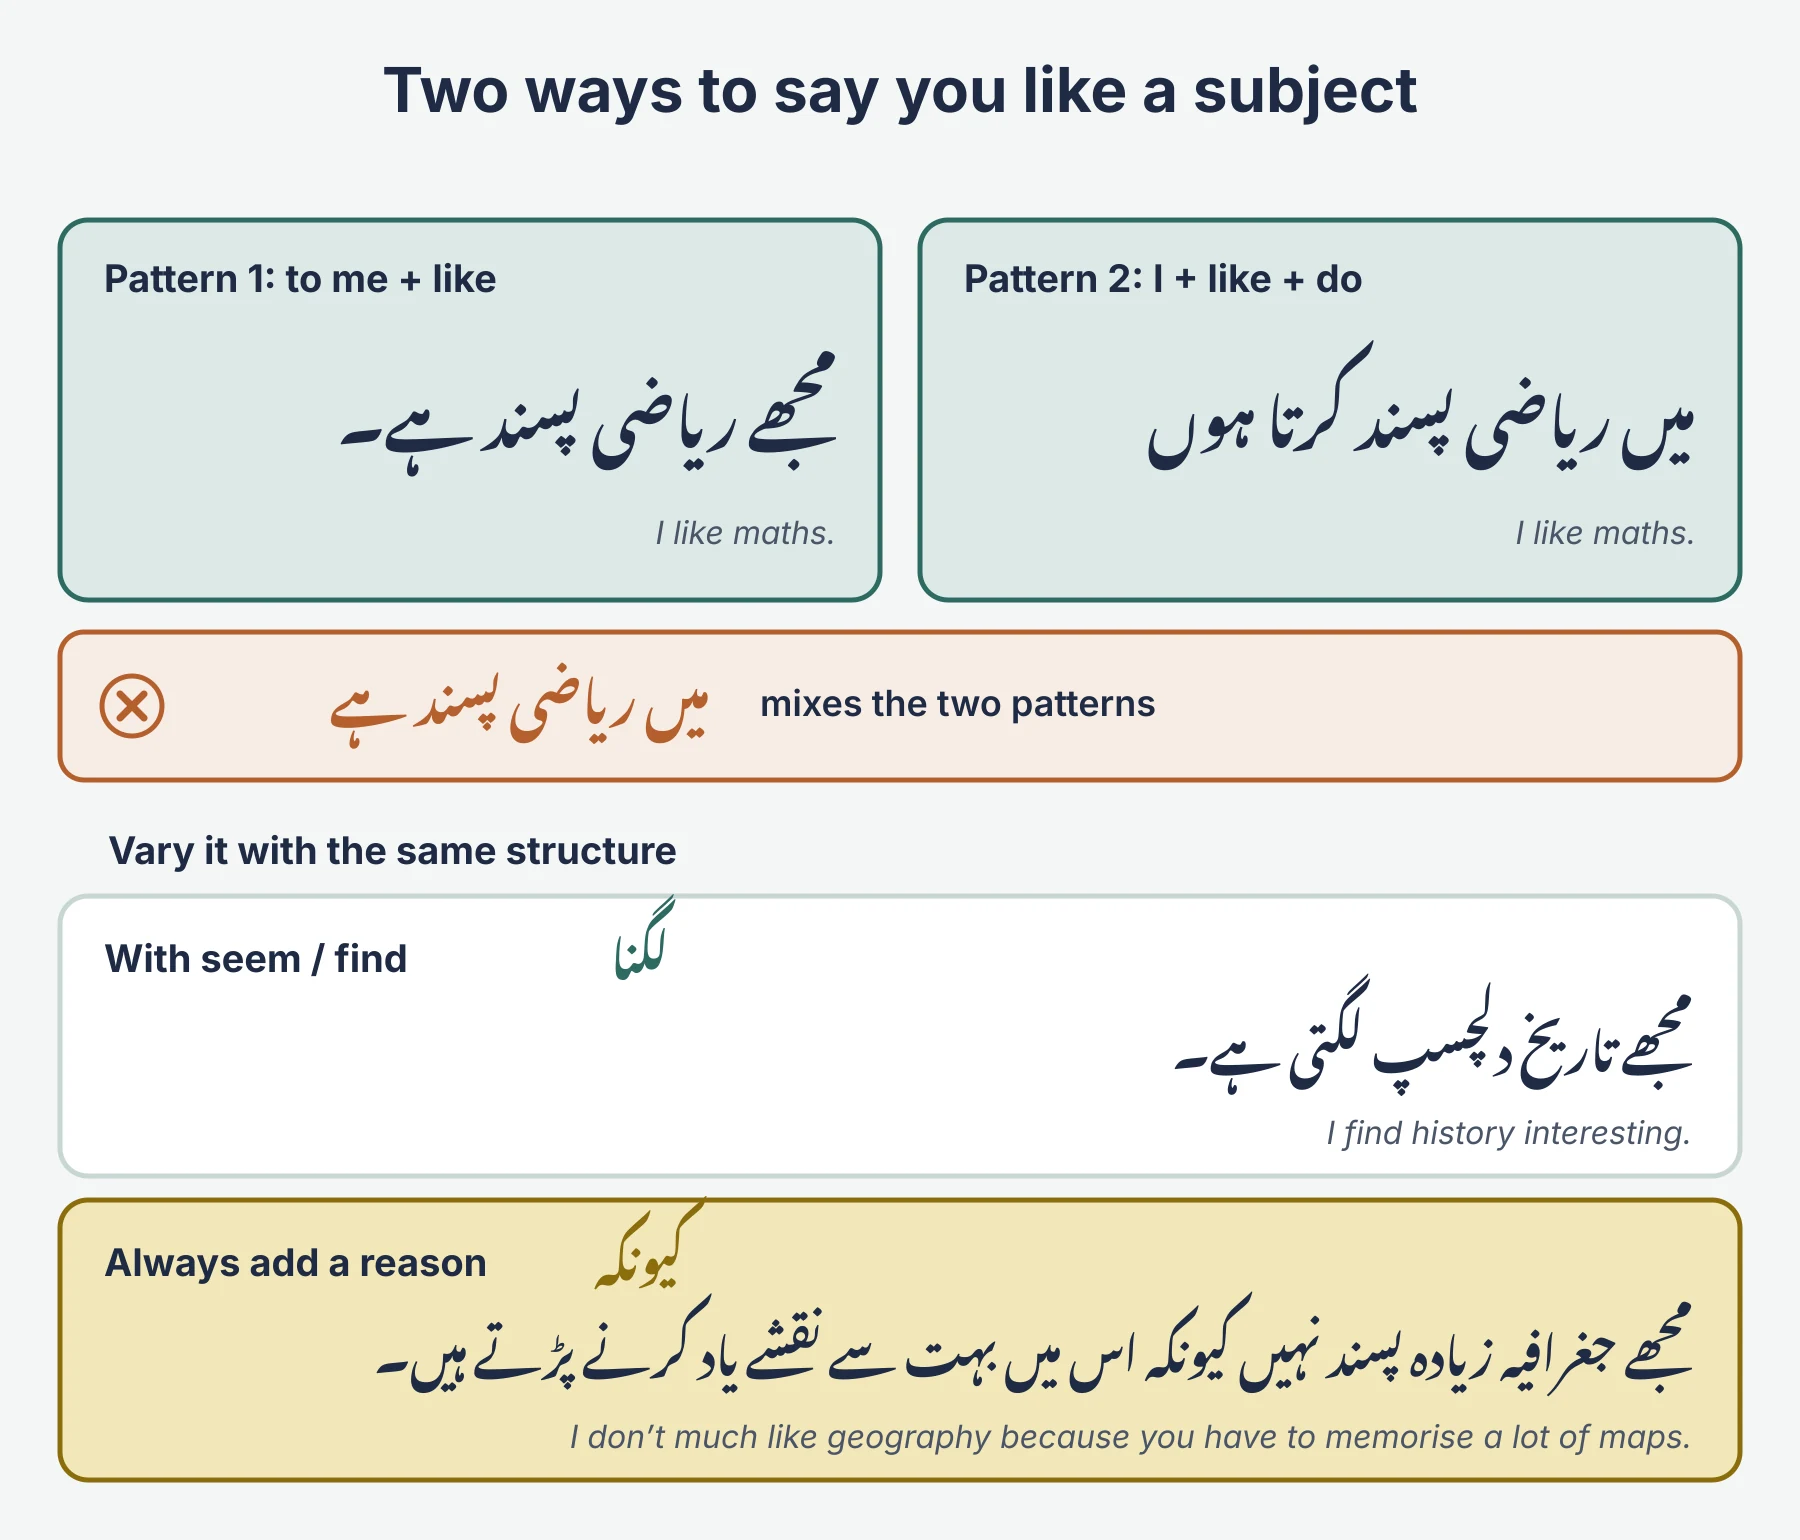 Two ways to say you like a subject
Pattern 1: to me + like
مجھے ریاضی پسند ہے۔
I like maths.
Pattern 2: I + like + do
میں ریاضی پسند کرتا ہوں
I like maths.
میں ریاضی پسند ہے mixes the two patterns
Vary it with the same structure
With seem / find لگنا
مجھے تاریخ دلچسپ لگتی ہے۔
I find history interesting.
Always add a reason کیونکہ
مجھے جغرافیہ زیادہ پسند نہیں کیونکہ اس میں بہت سے نقشے یاد کرنے پڑتے ہیں۔
I don’t much like geography because you have to memorise a lot of maps.